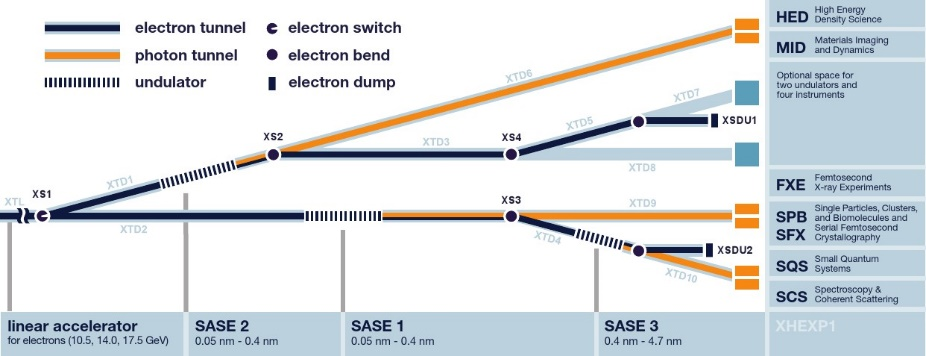 electron tunnel
electron switch
photon tunnel
electron bend
undulator
electron dump
HED
High Energy
Density Science
MID
Materials Imaging
and Dynamics
Optional space for
two undulators and
four instruments
XTD6
XTD7
XSDU1
XTD5
XS2
XTD3
XS4
XTD8
XTL
XS1
XTD1
XTD2
XS3
XTD9
XTD4
XSDU2
XTD10
FXE
Femtosecond
X-ray Experiments
SPB
SFX
Single Particles, Clusters,
and Biomolecules and
Serial Femtosecond
Crystallography
SQS
Small Quantum
Systems
SCS
Spectroscopy &
Coherent Scattering
linear accelerator
for electrons (10.5, 14.0, 17.5 GeV)
SASE 2
0.05 nm - 0.4 nm
SASE 1
0.05 nm - 0.4 nm
SASE 3
0.4 nm - 4.7 nm
XHEXP1